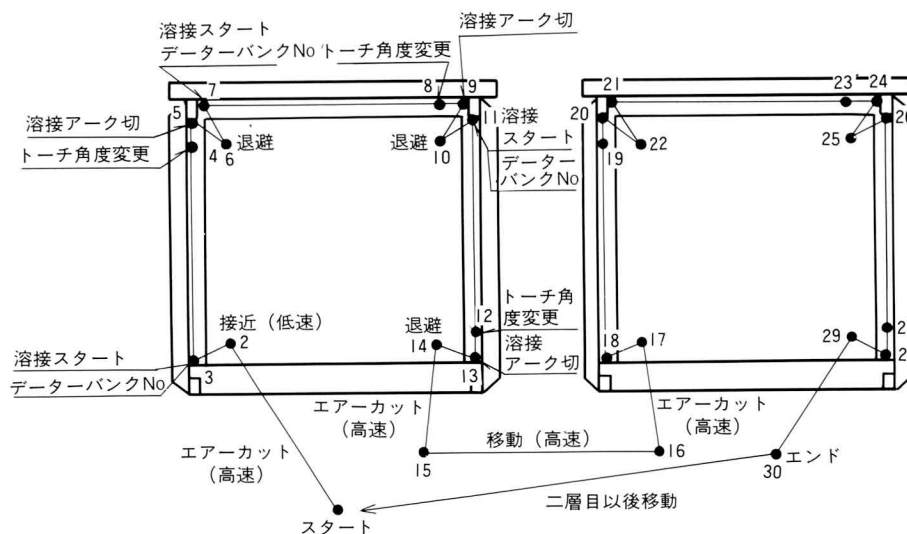 溶接スタート
データーバンクNo
トーチ角度変更
溶接アーク切
7
8
9
5
溶接アーク切
トーチ角度変更
4
6
退避
退避
10
11
溶接
スタート
データー
バンクNo
接近（低速）
2
溶接スタート
データーバンクNo
3
退避
14
12
トーチ角
度変更
溶接
アーク切
13
エアーカット
（高速）
エアーカット
（高速）
15
移動（高速）
16
エアーカット
（高速）
スタート
二層目以後移動
エンド
30
21
23
24
20
19
22
25
18
17
29